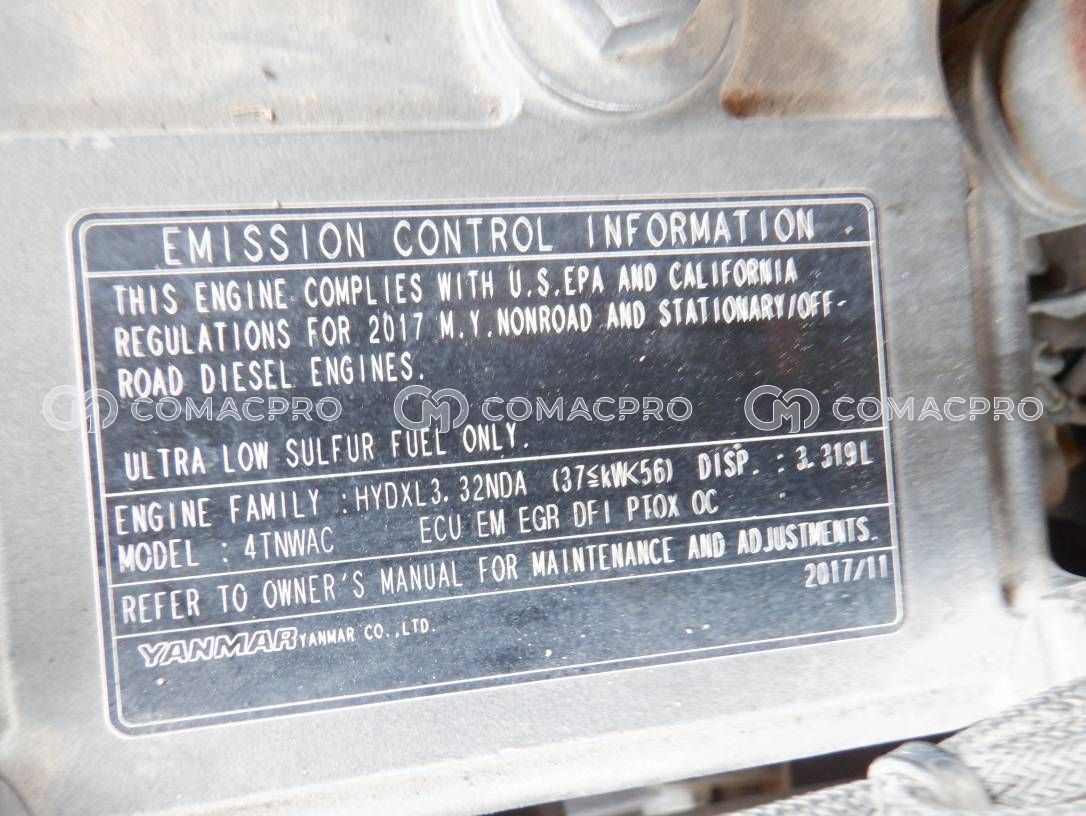 EMISSION CONTROL INFORMATION
THIS ENGINE COMPLIES WITH U.S.EPA AND CALIFORNIA
REGULATIONS FOR 2017 M.Y.NONROAD AND STATIONARY/OFF-
ROAD DIESEL ENGINES.
COMACPRO COMACPRO COMACPRO
ULTRA LOW SULFUR FUEL ONLY.
ENGINE FAMILY :HYDXL3.32NDA (37≦kW<56) DISP. : 3.319L
MODEL : 4TNWAC ECU EM EGR DFI PTOX OC
REFER TO OWNER'S MANUAL FOR MAINTENANCE AND ADJUSTMENTS.
2017/11
YANMAR YANMAR CO.,LTD.